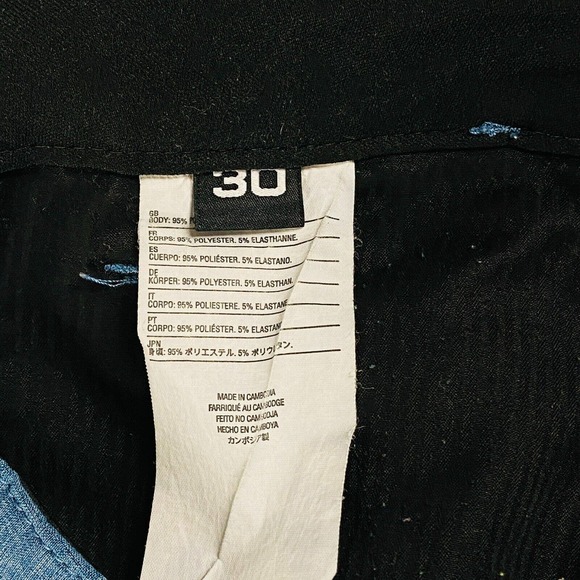 30
GB
BODY: 95%
FR
CORPS: 95% POLYESTER. 5% ELASTHANNE.
ES
CUERPO: 95% POLIÉSTER. 5% ELASTANO.
DE
KÖRPER: 95% POLYESTER. 5% ELASTHAN.
IT
CORPO: 95% POLIESTERE. 5% ELASTANE
PT
CORPO: 95% POLIÉSTER. 5% ELASTANO.
JPN
身頃: 95% ポリエステル. 5% ポリウレタン.
MADE IN CAMBODIA
FARRIQUÉ AU CAMBODGE
FEITO NO CAMBOJA
HECHO EN CAMBOYA
カンボジア製